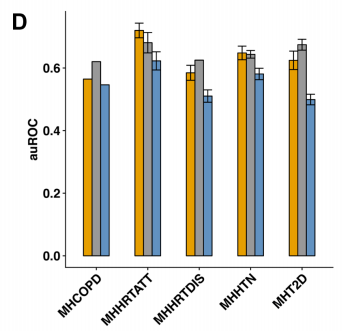 D
auROC
0.6
0.4
0.2
0.0
MHCOPD
MHHRTATT
MHHRTDIS
MHHTN
MHT2D